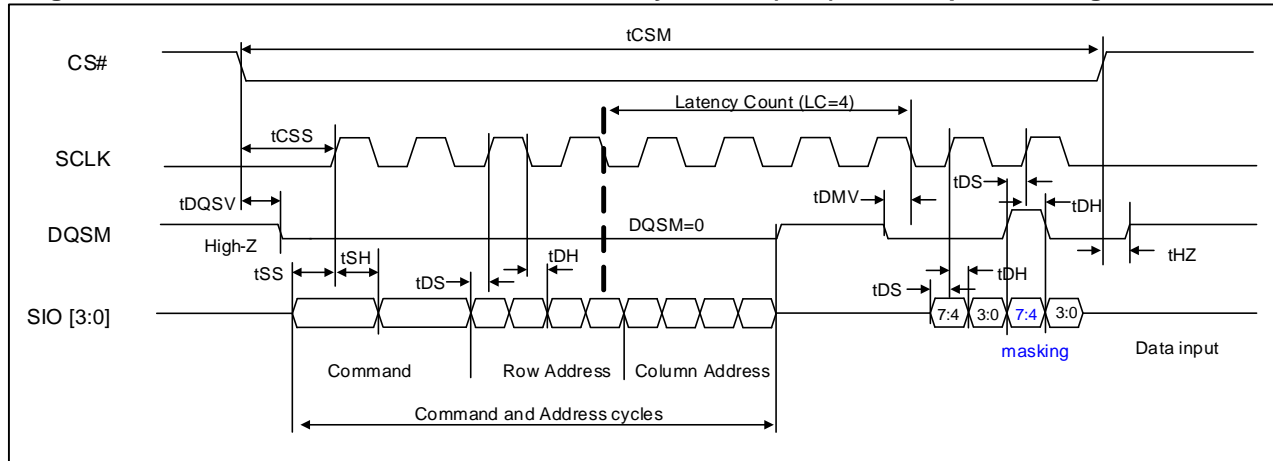 tCSM
CS#
Latency Count (LC=4)
tCSS
SCLK
tDS
tDQSV
tDMV
tDH
DQSM
DQSM=0
High-Z
tHZ
tSS
tSH
tDS
tDH
tDH
tDS
SIO [3:0]
7:4
3:0
7:4
3:0
masking
Data input
Command
Row Address
Column Address
Command and Address cycles